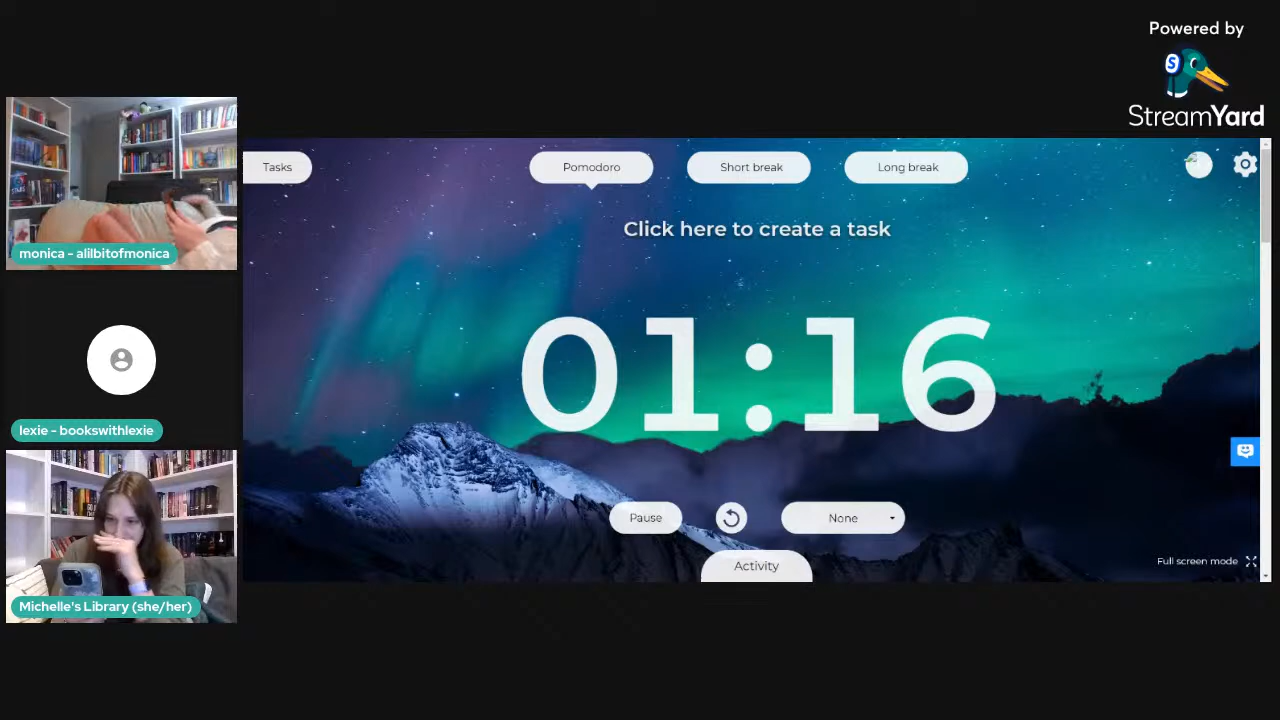 Powered by
StreamYard
Tasks
Pomodoro
Short break
Long break
Click here to create a task
01:16
Pause
None
Activity
Full screen mode
monica - alilbitofmonica
lexie - bookswithlexie
Michelle's Library (she/her)